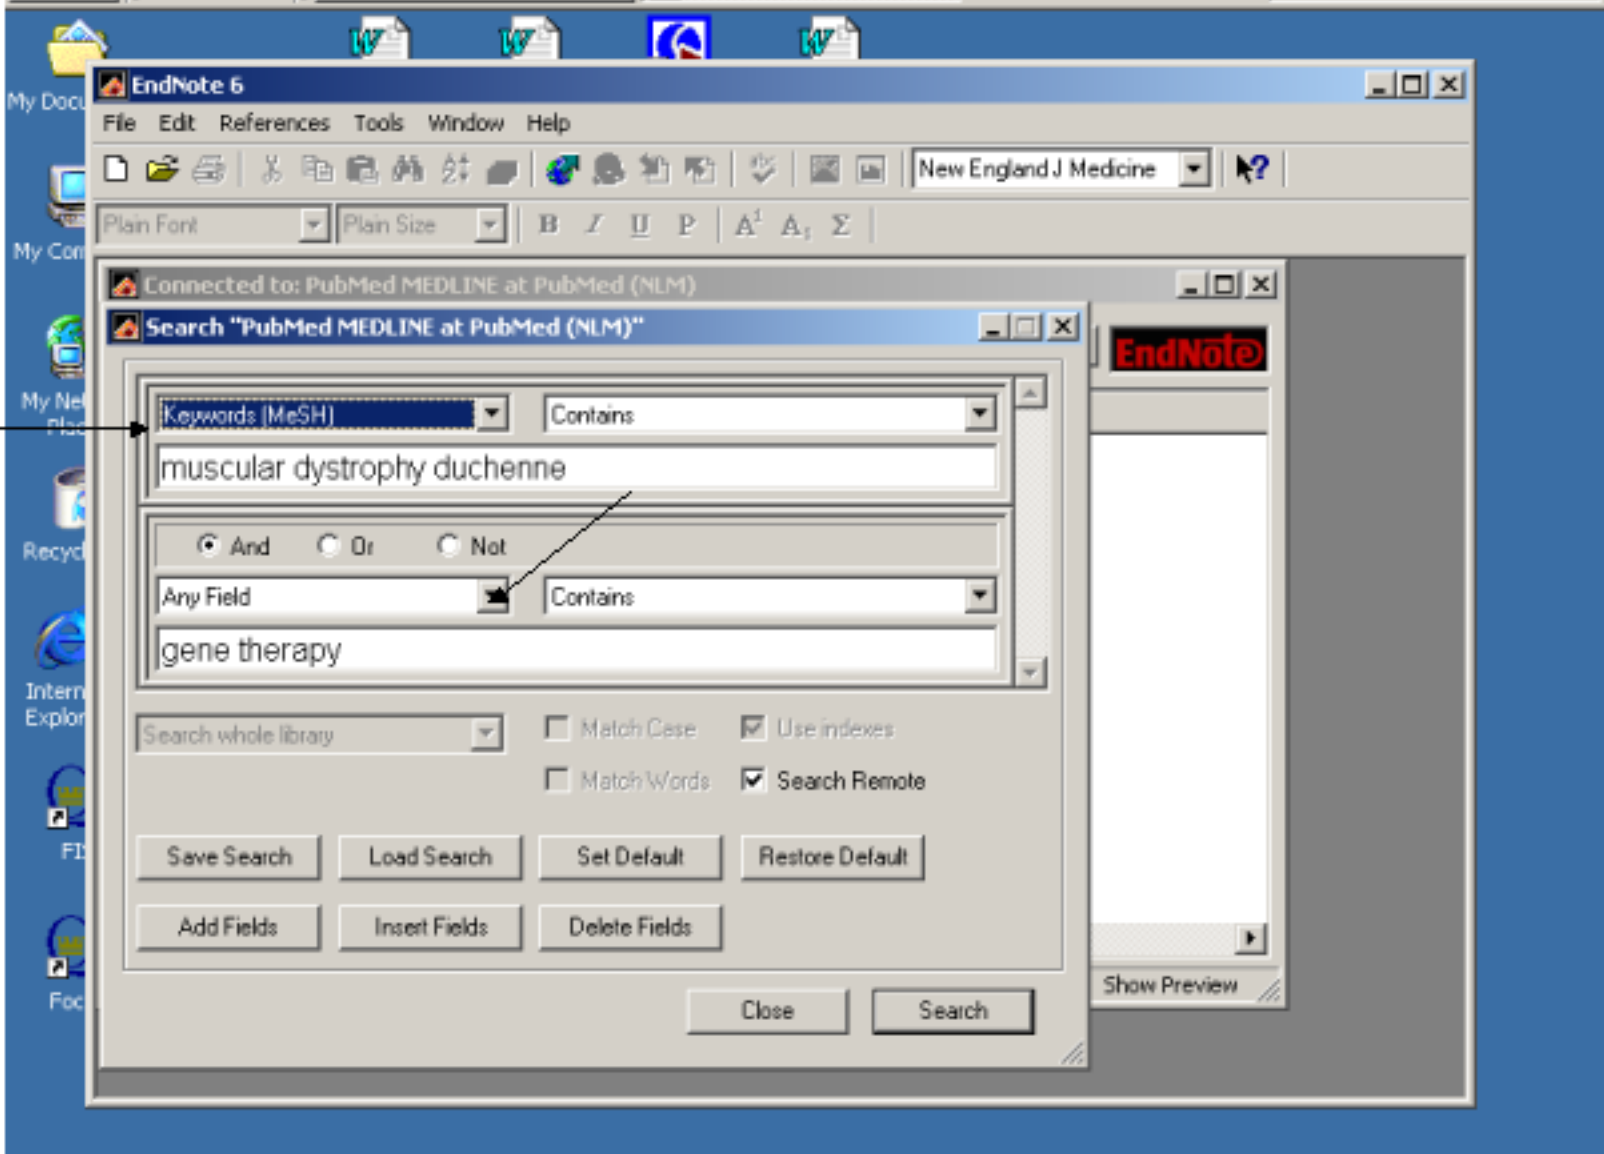 My Docu
EndNote 6
File Edit References Tools Window Help
New England J Medicine
Plain Font Plain Size B I U P A¹ A₁ Σ
My Com
Connected to: PubMed MEDLINE at PubMed (NLM)
Search "PubMed MEDLINE at PubMed (NLM)"
EndNote
My Net
Plac
Keywords (MeSH) Contains
muscular dystrophy duchenne
And Or Not
Recycl
Any Field Contains
gene therapy
Intern
Explor
Search whole library Match Case Use indexes
Match Words Search Remote
FI
Save Search Load Search Set Default Restore Default
Add Fields Insert Fields Delete Fields
Foc
Show Preview
Close Search